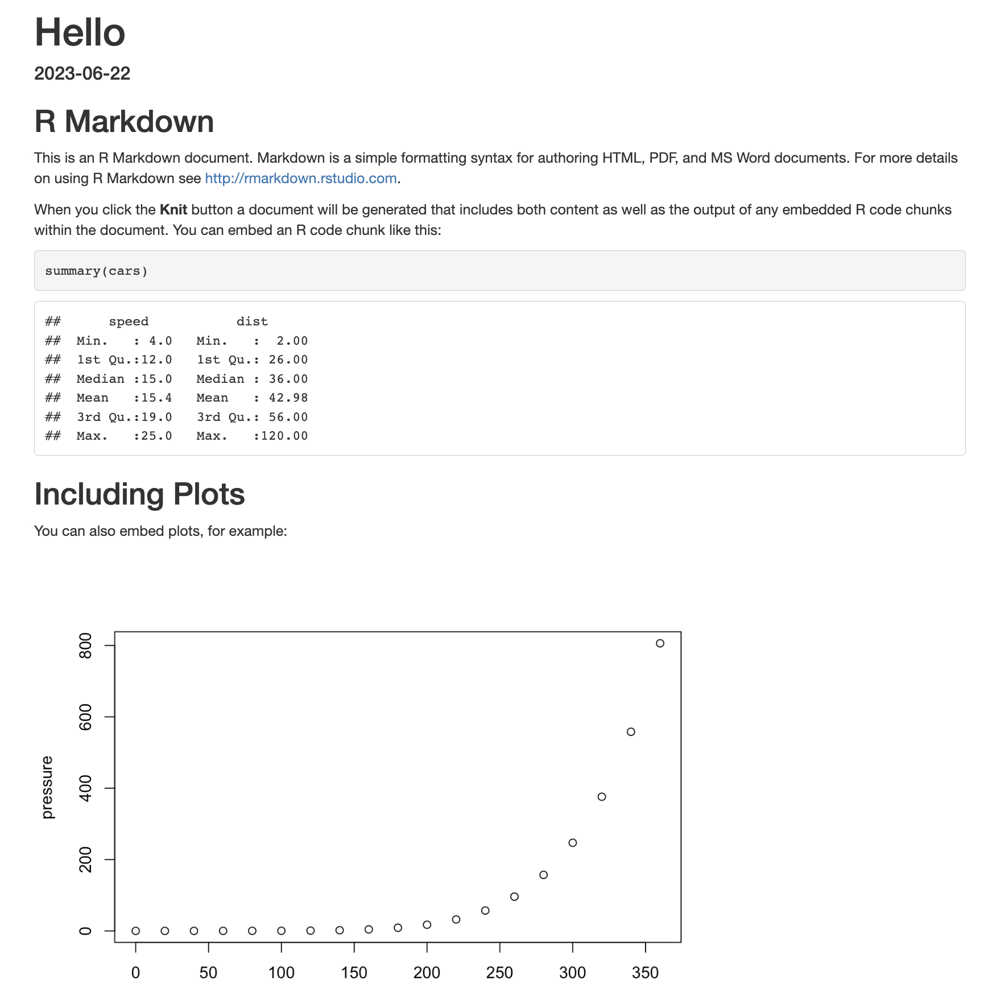 Hello
2023-06-22
R Markdown
This is an R Markdown document. Markdown is a simple formatting syntax for authoring HTML, PDF, and MS Word documents. For more details
on using R Markdown see http://rmarkdown.rstudio.com.
When you click the Knit button a document will be generated that includes both content as well as the output of any embedded R code chunks
within the document. You can embed an R code chunk like this:
summary(cars)
##      speed           dist
##  Min.   : 4.0   Min.   :  2.00
##  1st Qu.:12.0   1st Qu.: 26.00
##  Median :15.0   Median : 36.00
##  Mean   :15.4   Mean   : 42.98
##  3rd Qu.:19.0   3rd Qu.: 56.00
##  Max.   :25.0   Max.   :120.00
Including Plots
You can also embed plots, for example:
800
600
400
200
0
pressure
0 50 100 150 200 250 300 350